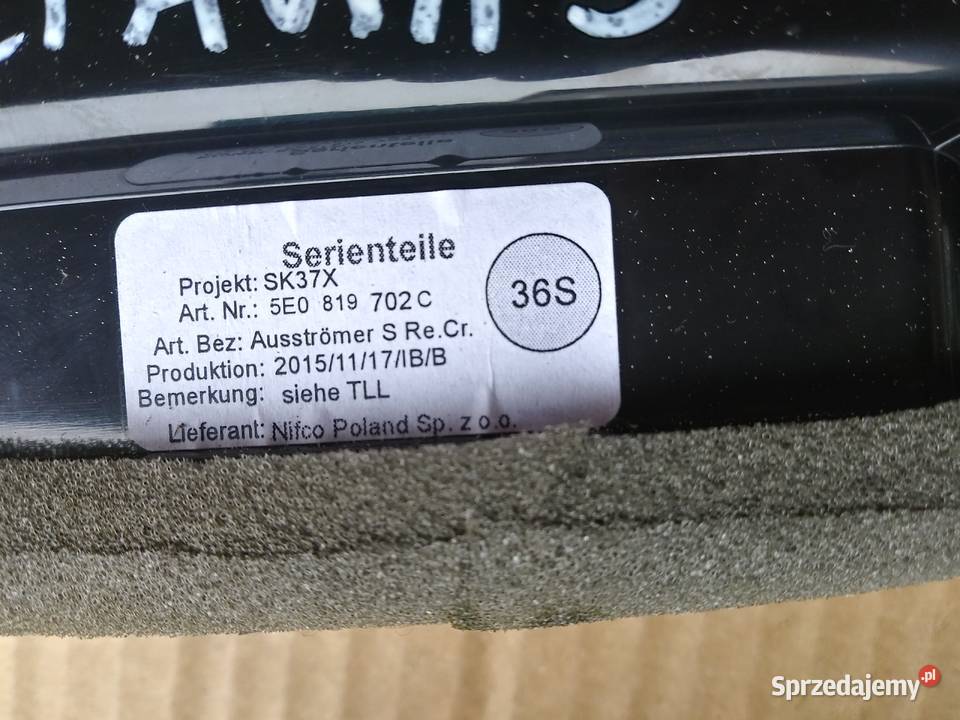 Serienteile
Projekt: SK37X
Art. Nr.: 5E0 819 702 C
36S
Art. Bez: Ausströmer S Re.Cr.
Produktion: 2015/11/17/IB/B
Bemerkung: siehe TLL
Lieferant: Nifco Poland Sp. z o.o.
Sprzedajemy.pl